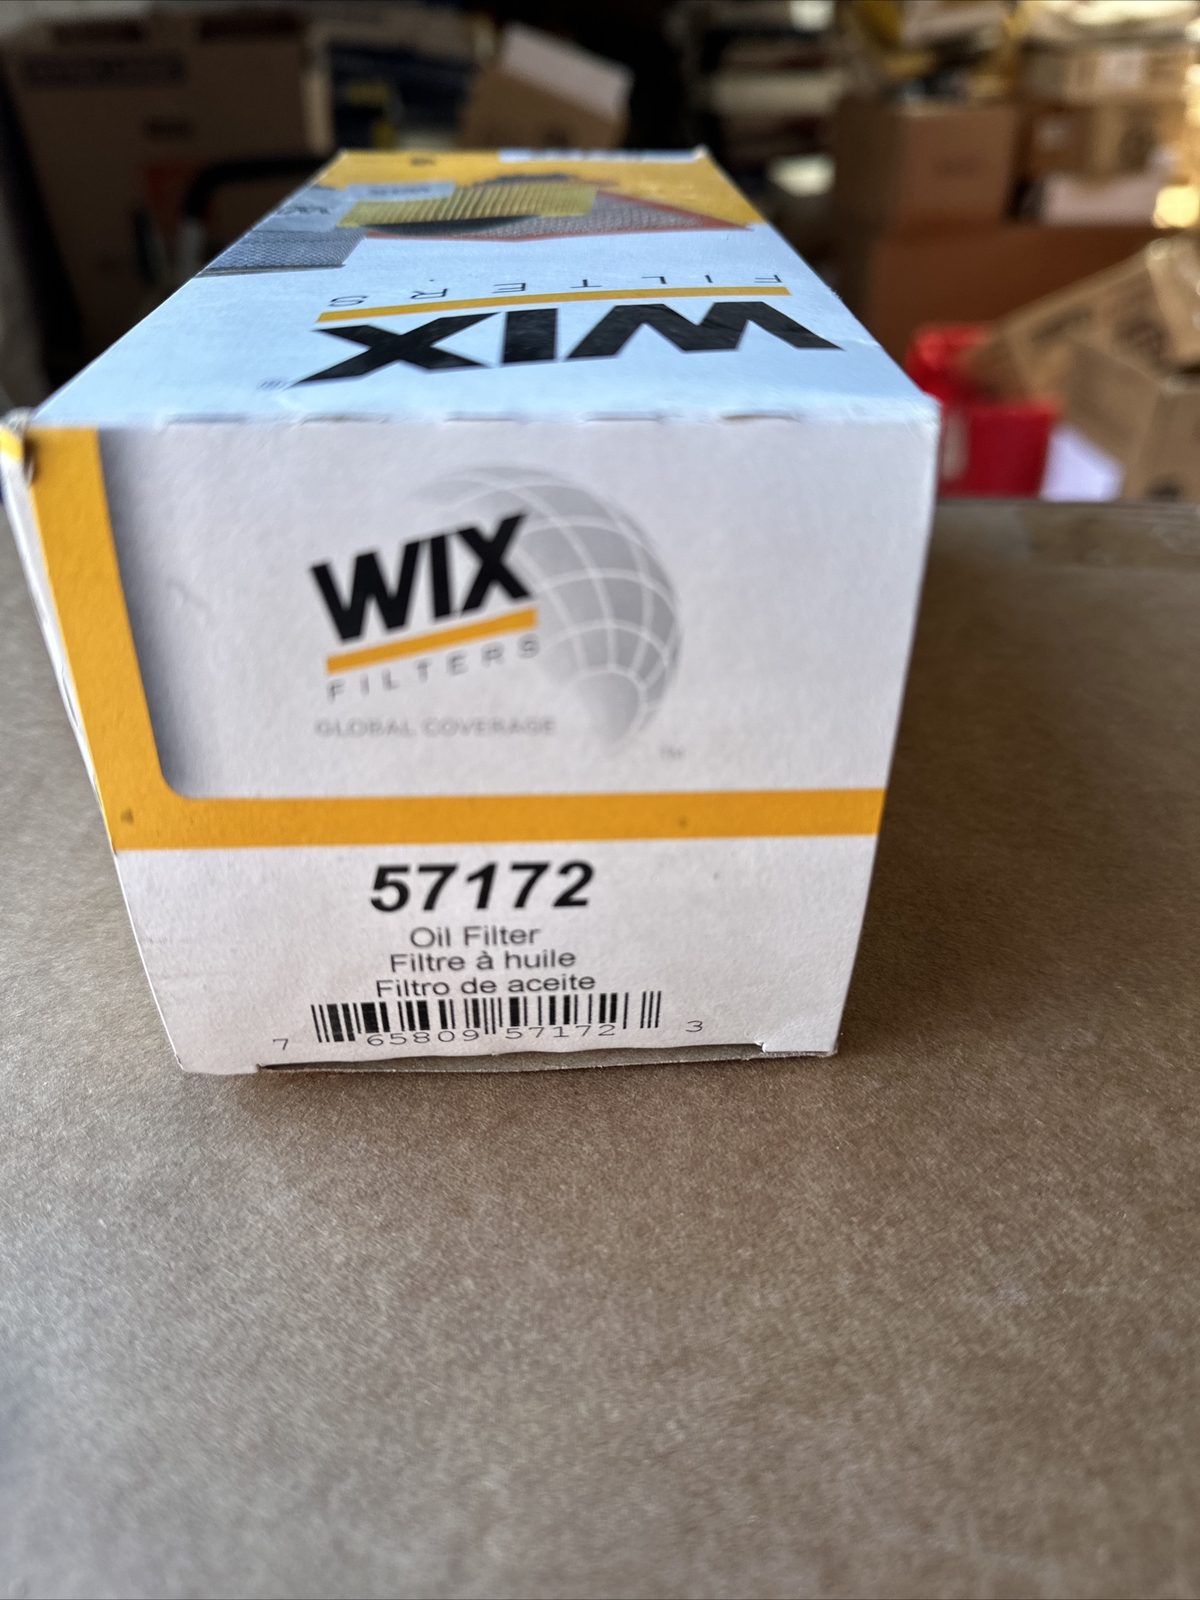 FILTERS
WIX
®
WIX
FILTERS
GLOBAL COVERAGE
TM
57172
Oil Filter
Filtre à huile
Filtro de aceite
7 65809 57172 3